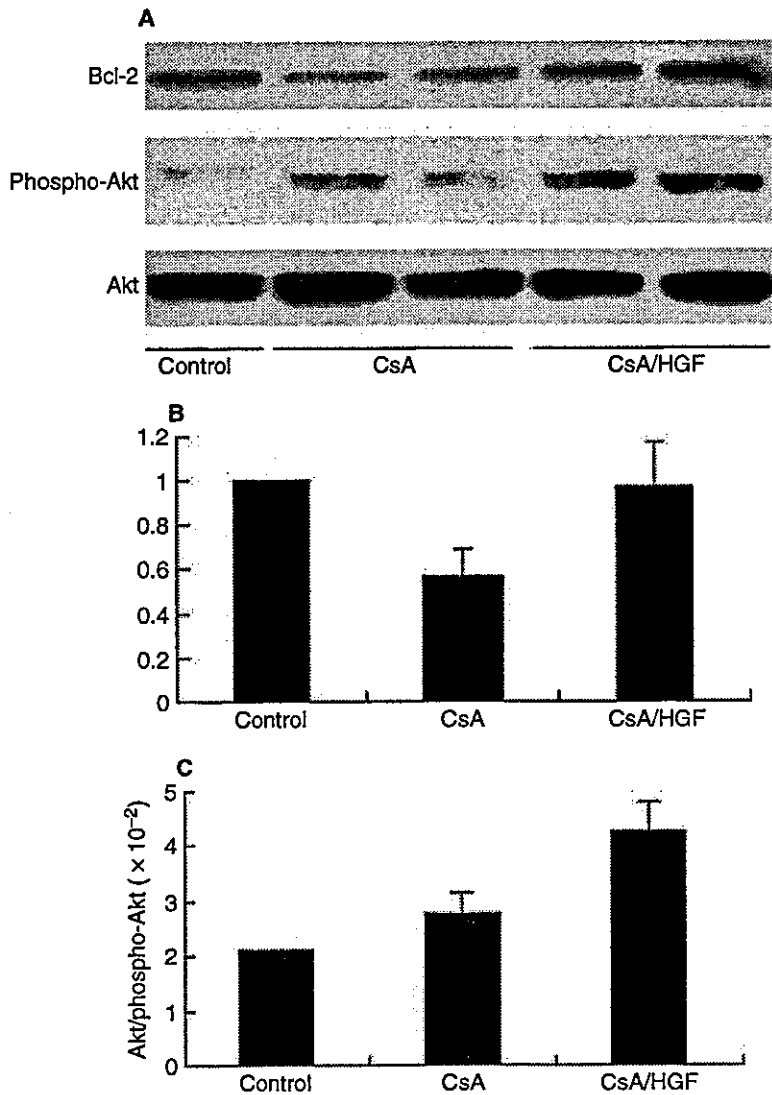 A
Bcl-2
Phospho-Akt
Akt
Control CsA CsA/HGF
B
1.2
1
0.8
0.6
0.4
0.2
0
Control CsA CsA/HGF
C
Akt/phospho-Akt (× 10⁻²)
5
4
3
2
1
0
Control CsA CsA/HGF